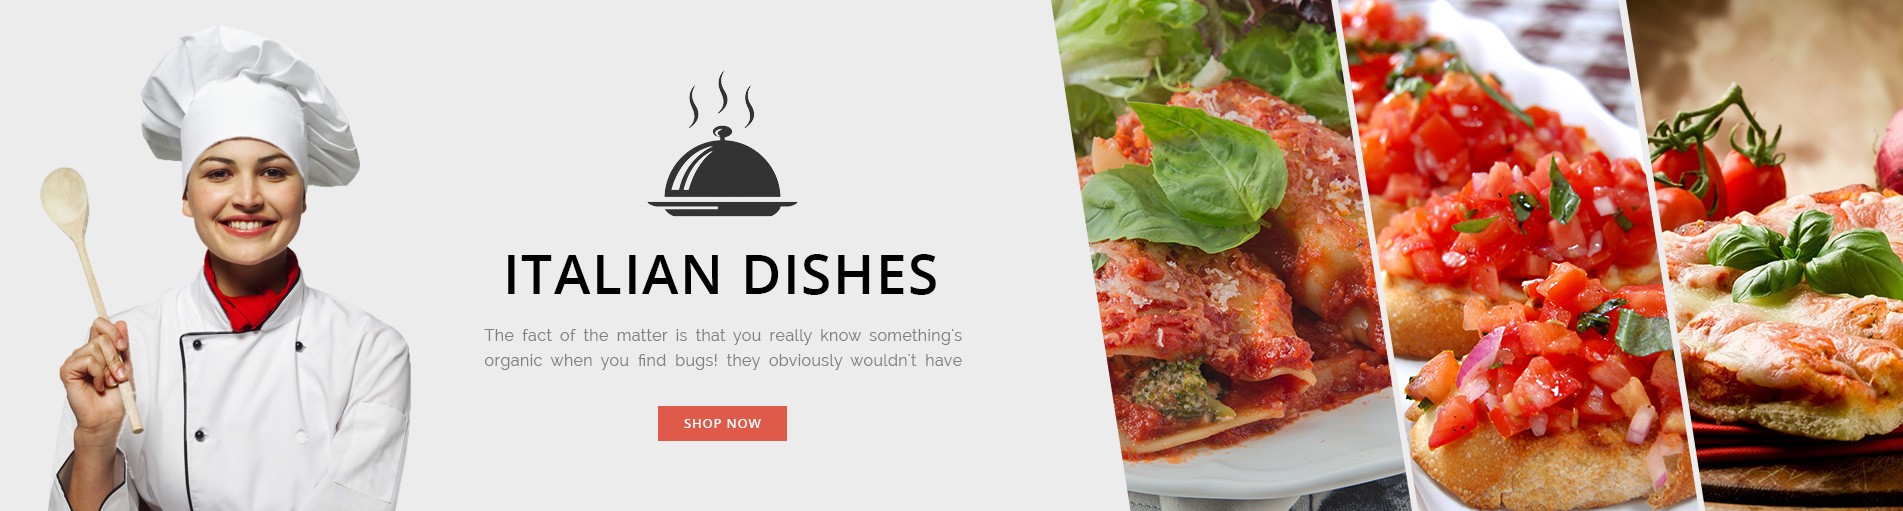 ITALIAN DISHES
The fact of the matter is that you really know something's
organic when you find bugs! they obviously wouldn't have
SHOP NOW